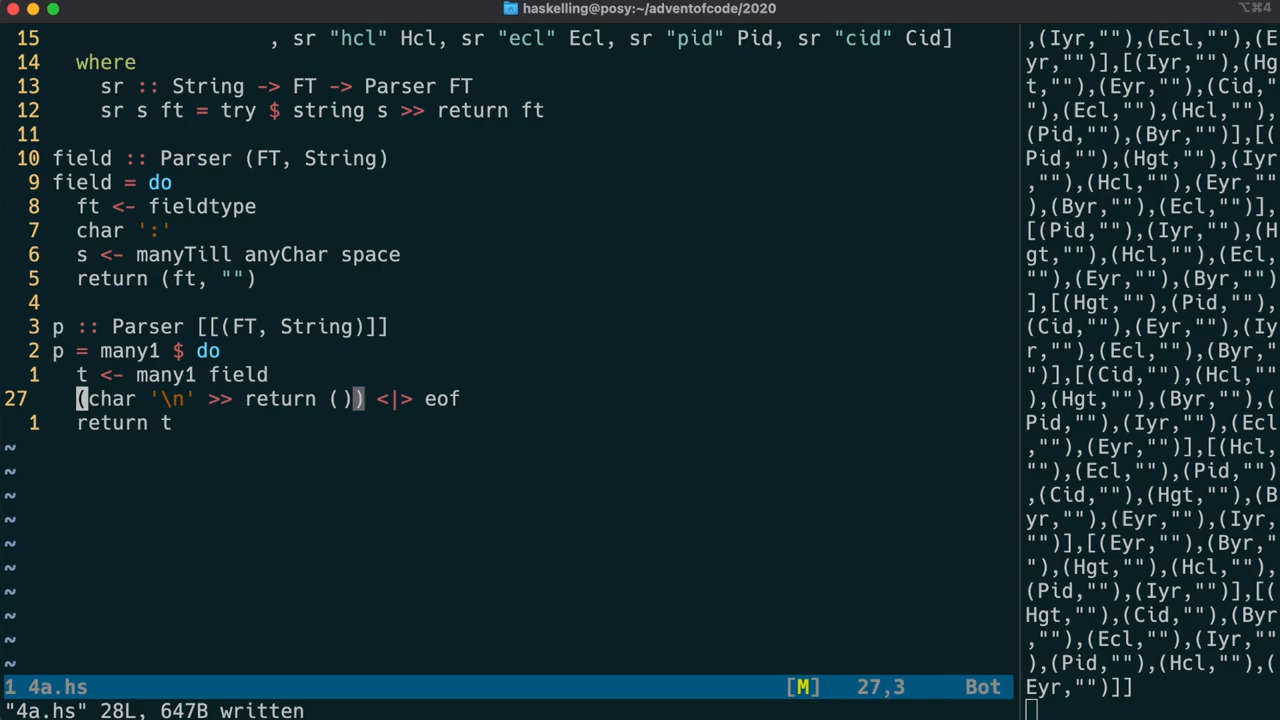 haskelling@posy:~/adventofcode/2020
⌥⌘4
15 , sr "hcl" Hcl, sr "ecl" Ecl, sr "pid" Pid, sr "cid" Cid]
14 where
13 sr :: String -> FT -> Parser FT
12 sr s ft = try $ string s >> return ft
11
10 field :: Parser (FT, String)
9 field = do
8 ft <- fieldtype
7 char ':'
6 s <- manyTill anyChar space
5 return (ft, "")
4
3 p :: Parser [[(FT, String)]]
2 p = many1 $ do
1 t <- many1 field
27 (char '\n' >> return ()) <|> eof
1 return t
~
~
~
~
~
~
~
~
~
~
1 4a.hs [M] 27,3 Bot
"4a.hs" 28L, 647B written
,(Iyr,""),(Ecl,""),(E
yr,"")],[(Iyr,""),(Hg
t,""),(Eyr,""),(Cid,"
"),(Ecl,""),(Hcl,""),
(Pid,""),(Byr,"")],[(
Pid,""),(Hgt,""),(Iyr
,""),(Hcl,""),(Eyr,""
),(Byr,""),(Ecl,"")],
[(Pid,""),(Iyr,""),(H
gt,""),(Hcl,""),(Ecl,
""),(Eyr,""),(Byr,"")
],[(Hgt,""),(Pid,""),
(Cid,""),(Eyr,""),(Iy
r,""),(Ecl,""),(Byr,"
")],[(Cid,""),(Hcl,""
),(Hgt,""),(Byr,""),(
Pid,""),(Iyr,""),(Ecl
,""),(Eyr,"")],[(Hcl,
""),(Ecl,""),(Pid,"")
,(Cid,""),(Hgt,""),(B
yr,""),(Eyr,""),(Iyr,
"")],[(Eyr,""),(Byr,"
"),(Hgt,""),(Hcl,""),
(Pid,""),(Iyr,"")],[(
Hgt,""),(Cid,""),(Byr
,""),(Ecl,""),(Iyr,""
),(Pid,""),(Hcl,""),(
Eyr,"")]]